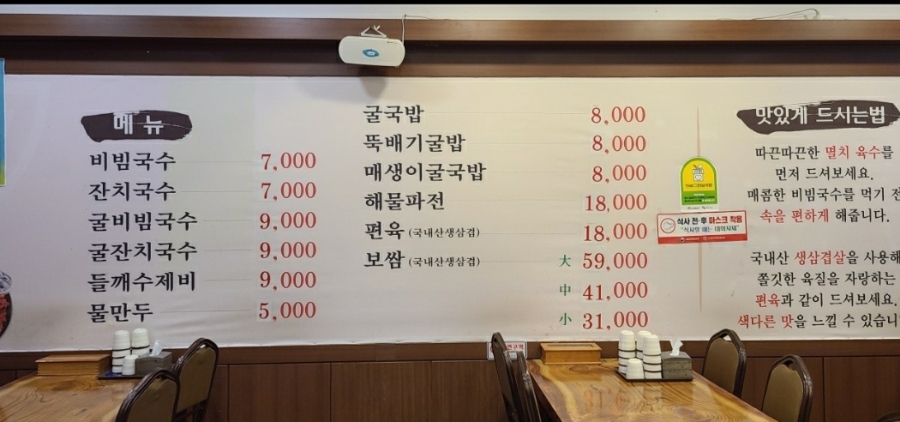 메뉴
비빔국수 7,000
잔치국수 7,000
굴비빔국수 9,000
굴잔치국수 9,000
들깨수제비 9,000
물만두 5,000
굴국밥 8,000
뚝배기굴밥 8,000
매생이굴국밥 8,000
해물파전 18,000
편육 (국내산생삼겹) 18,000
보쌈 (국내산생삼겹) 大 59,000
中 41,000
小 31,000
식사 전·후 마스크 착용
맛있게 드시는법
따끈따끈한 멸치 육수를
먼저 드셔보세요.
매콤한 비빔국수를 먹기 전
속을 편하게 해줍니다.
국내산 생삼겹살을 사용해
쫄깃한 육질을 자랑하는
편육과 같이 드셔보세요.
색다른 맛을 느낄 수 있습니